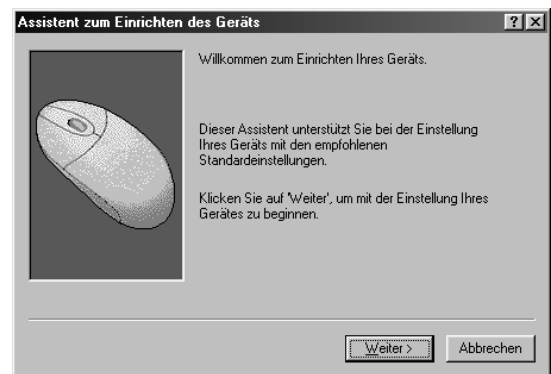 Assistent zum Einrichten des Geräts
Willkommen zum Einrichten Ihres Geräts.
Dieser Assistent unterstützt Sie bei der Einstellung
Ihres Geräts mit den empfohlenen
Standardeinstellungen.
Klicken Sie auf 'Weiter', um mit der Einstellung Ihres
Gerätes zu beginnen.
Weiter >
Abbrechen